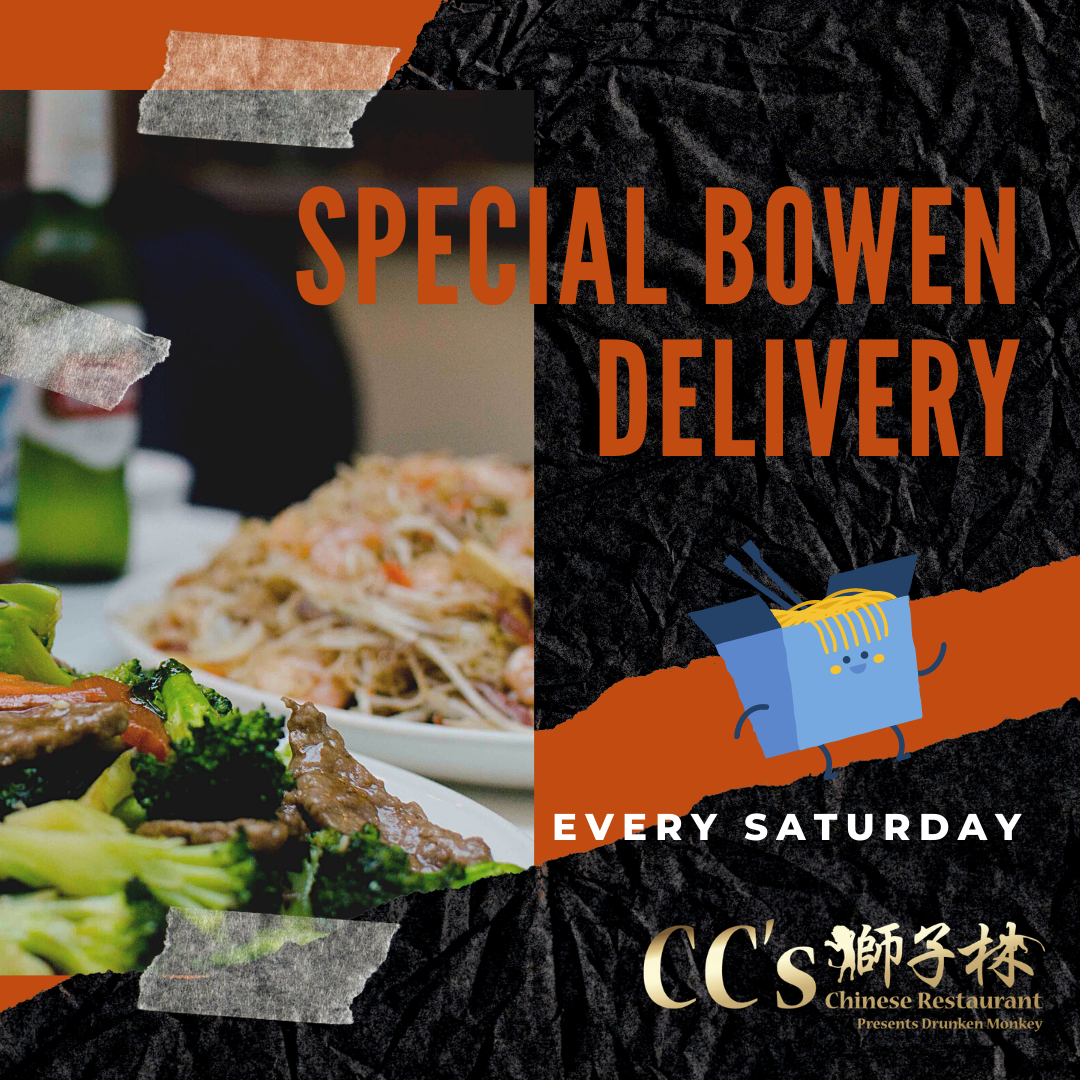 SPECIAL BOWEN
DELIVERY
EVERY SATURDAY
CC's 獅子林
Chinese Restaurant
Presents Drunken Monkey